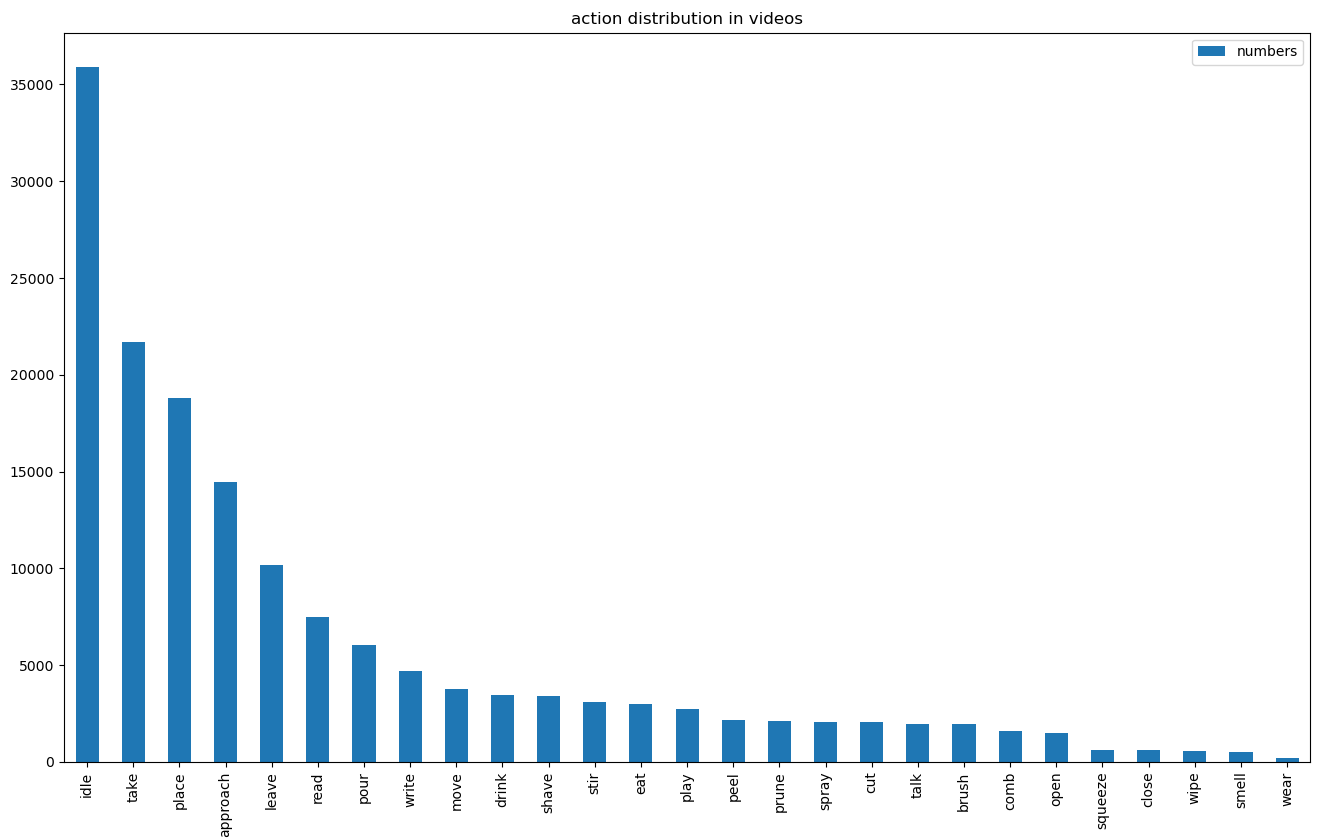 action distribution in videos
numbers
35000
30000
25000
20000
15000
10000
5000
0
idle
take
place
approach
leave
read
pour
write
move
drink
shave
stir
eat
play
peel
prune
spray
cut
talk
brush
comb
open
squeeze
close
wipe
smell
wear